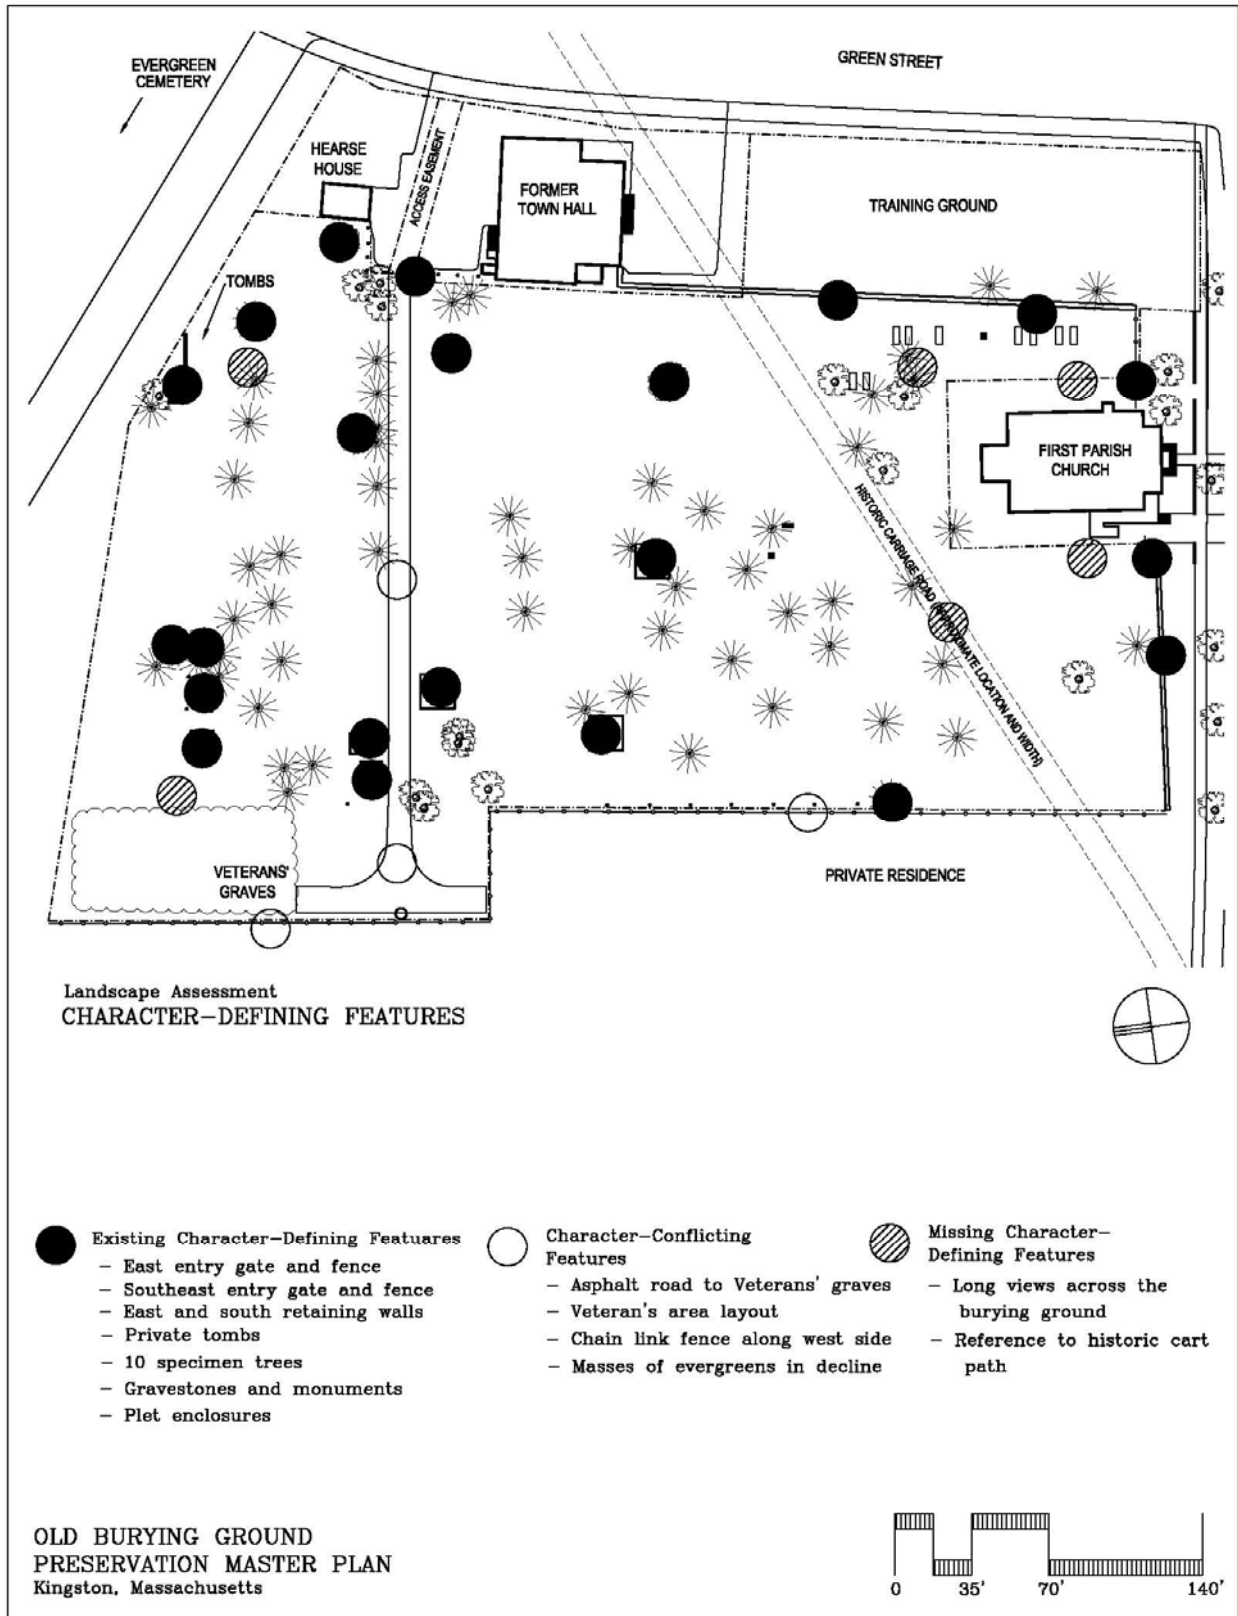 EVERGREEN
CEMETERY
GREEN STREET
HEARSE
HOUSE
ACCESS EASEMENT
FORMER
TOWN HALL
TRAINING GROUND
TOMBS
FIRST PARISH
CHURCH
HISTORIC CARRIAGE ROAD (APPROXIMATE LOCATION AND WIDTH)
VETERANS'
GRAVES
PRIVATE RESIDENCE
Landscape Assessment
CHARACTER-DEFINING FEATURES
Existing Character-Defining Featuares
- East entry gate and fence
- Southeast entry gate and fence
- East and south retaining walls
- Private tombs
- 10 specimen trees
- Gravestones and monuments
- Plet enclosures
Character-Conflicting
Features
- Asphalt road to Veterans' graves
- Veteran's area layout
- Chain link fence along west side
- Masses of evergreens in decline
Missing Character-
Defining Features
- Long views across the
burying ground
- Reference to historic cart
path
OLD BURYING GROUND
PRESERVATION MASTER PLAN
Kingston, Massachusetts
0 35' 70' 140'